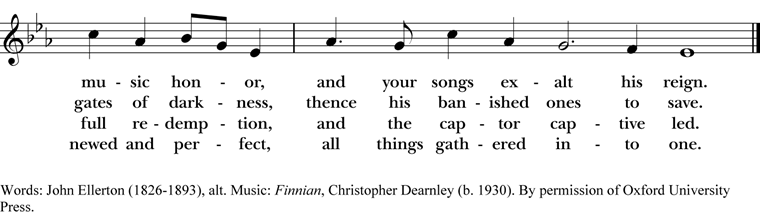 mu - sic hon - or, and your songs ex - alt his reign.
gates of dark - ness, thence his ban - ished ones to save.
full re - demp - tion, and the cap - tor cap - tive led.
newed and per - fect, all things gath - ered in - to one.
Words: John Ellerton (1826-1893), alt. Music: Finnian, Christopher Dearnley (b. 1930). By permission of Oxford University
Press.